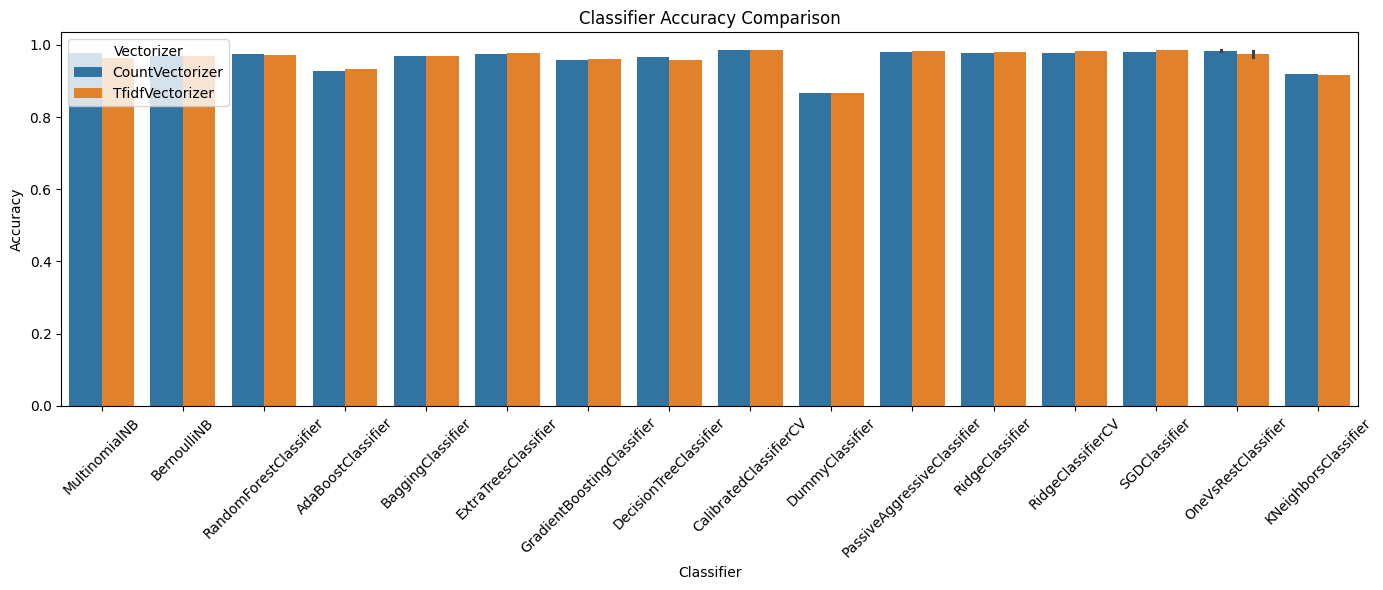 Classifier Accuracy Comparison
Vectorizer
CountVectorizer
TfidfVectorizer
Accuracy
1.0
0.8
0.6
0.4
0.2
0.0
MultinomialNB
BernoulliNB
RandomForestClassifier
AdaBoostClassifier
BaggingClassifier
ExtraTreesClassifier
GradientBoostingClassifier
DecisionTreeClassifier
CalibratedClassifierCV
DummyClassifier
PassiveAggressiveClassifier
RidgeClassifier
RidgeClassifierCV
SGDClassifier
OneVsRestClassifier
KNeighborsClassifier
Classifier